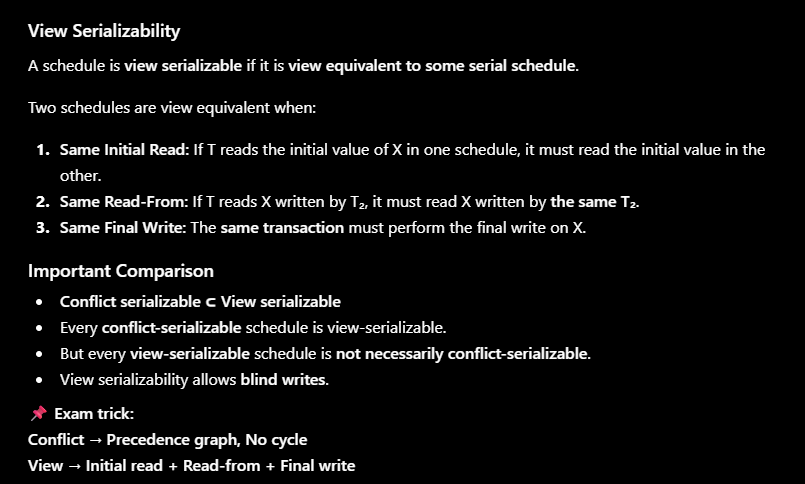 View Serializability
A schedule is view serializable if it is view equivalent to some serial schedule.
Two schedules are view equivalent when:
1. Same Initial Read: If T reads the initial value of X in one schedule, it must read the initial value in the
other.
2. Same Read-From: If T reads X written by T₂, it must read X written by the same T₂.
3. Same Final Write: The same transaction must perform the final write on X.
Important Comparison
• Conflict serializable ⊂ View serializable
• Every conflict-serializable schedule is view-serializable.
• But every view-serializable schedule is not necessarily conflict-serializable.
• View serializability allows blind writes.
📌 Exam trick:
Conflict → Precedence graph, No cycle
View → Initial read + Read-from + Final write